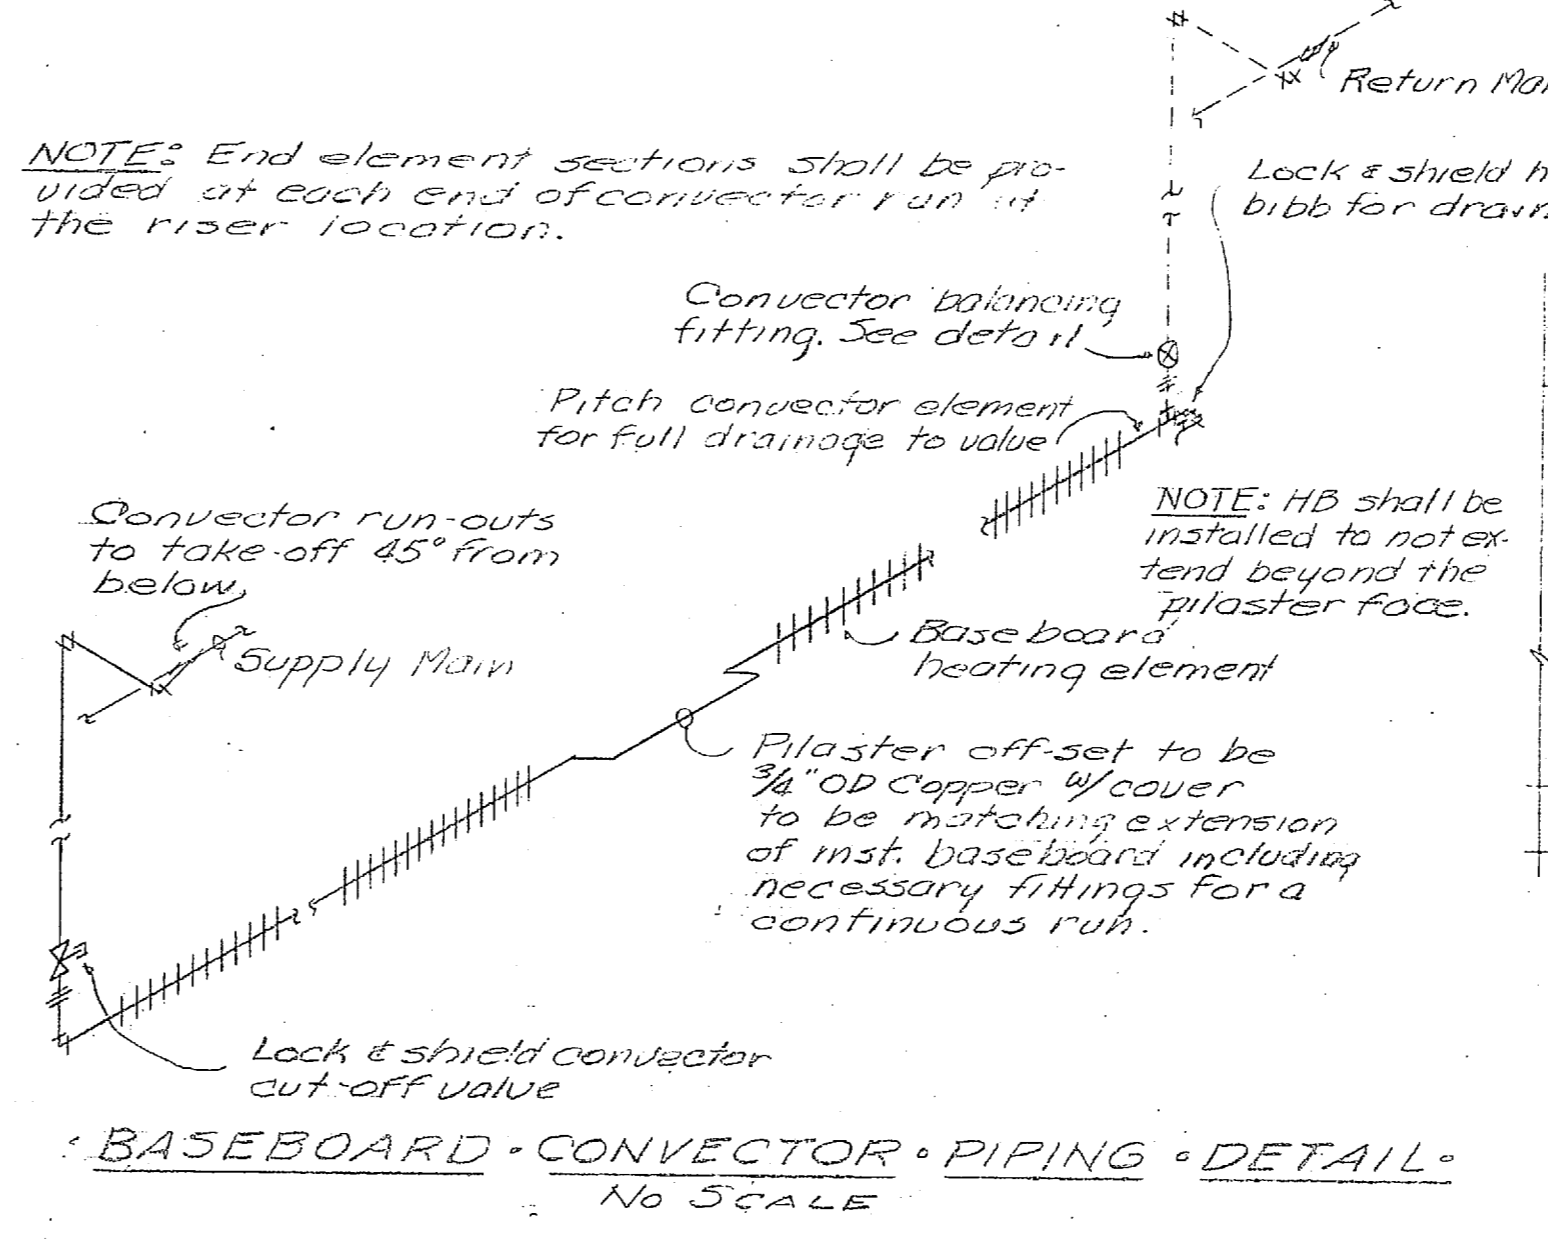 Return Ma
NOTE: End element sections shall be pro-
vided at each end of convector run at
the riser location.
Lock & shield h
bibb for drain
Convector balancing
fitting. See detail
Pitch convector element
for full drainage to valve
Convector run-outs
to take-off 45° from
below
NOTE: HB shall be
installed to not ex-
tend beyond the
pilaster face.
Supply Main
Baseboard
heating element
Pilaster off-set to be
3/4" OD Copper w/cover
to be matching extension
of inst. baseboard including
necessary fittings for a
continuous run.
Lock & shield convector
cut-off valve
BASEBOARD · CONVECTOR · PIPING · DETAIL
No SCALE